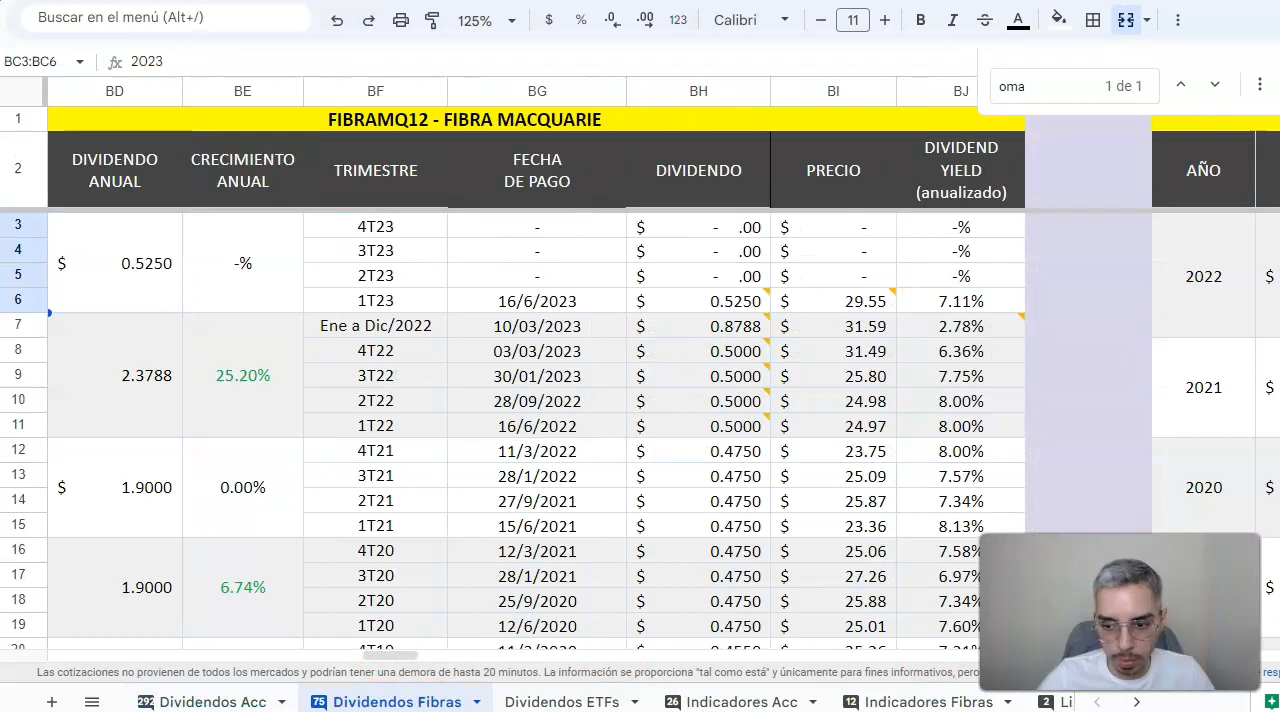 Buscar en el menú (Alt+/)
125%
$ % .0 .00 123
Calibri
11
B I S A
BC3:BC6
fx 2023
oma 1 de 1
BD BE BF BG BH BI BJ
1 FIBRAMQ12 - FIBRA MACQUARIE
2 DIVIDENDO ANUAL CRECIMIENTO ANUAL TRIMESTRE FECHA DE PAGO DIVIDENDO PRECIO DIVIDEND YIELD (anualizado) AÑO
3 4T23 - $ - .00 $ - -%
4 $ 0.5250 -% 3T23 - $ - .00 $ - -% 2022 $
5 2T23 - $ - .00 $ - -%
6 1T23 16/6/2023 $ 0.5250 $ 29.55 7.11%
7 Ene a Dic/2022 10/03/2023 $ 0.8788 $ 31.59 2.78%
8 4T22 03/03/2023 $ 0.5000 $ 31.49 6.36%
9 2.3788 25.20% 3T22 30/01/2023 $ 0.5000 $ 25.80 7.75% 2021 $
10 2T22 28/09/2022 $ 0.5000 $ 24.98 8.00%
11 1T22 16/6/2022 $ 0.5000 $ 24.97 8.00%
12 4T21 11/3/2022 $ 0.4750 $ 23.75 8.00%
13 $ 1.9000 0.00% 3T21 28/1/2022 $ 0.4750 $ 25.09 7.57% 2020 $
14 2T21 27/9/2021 $ 0.4750 $ 25.87 7.34%
15 1T21 15/6/2021 $ 0.4750 $ 23.36 8.13%
16 4T20 12/3/2021 $ 0.4750 $ 25.06 7.58%
17 1.9000 6.74% 3T20 28/1/2021 $ 0.4750 $ 27.26 6.97% $
18 2T20 25/9/2020 $ 0.4750 $ 25.88 7.34%
19 1T20 12/6/2020 $ 0.4750 $ 25.01 7.60%
Las cotizaciones no provienen de todos los mercados y podrían tener una demora de hasta 20 minutos. La información se proporciona "tal como está" y únicamente para fines informativos, pero
292 Dividendos Acc 75 Dividendos Fibras Dividendos ETFs 26 Indicadores Acc 12 Indicadores Fibras 2 Li